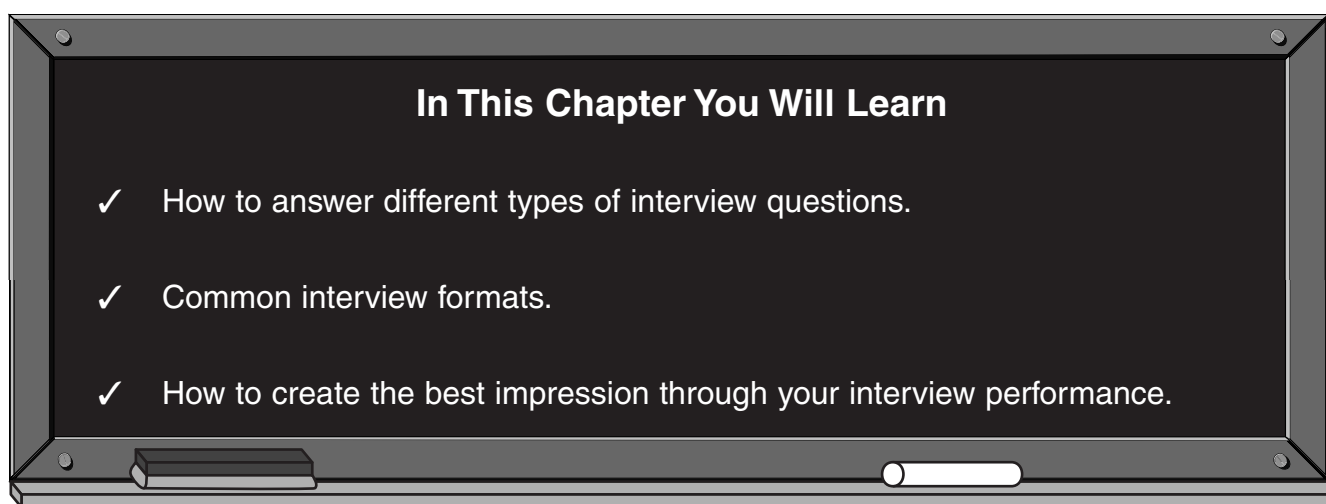 In This Chapter You Will Learn
✓ How to answer different types of interview questions.
✓ Common interview formats.
✓ How to create the best impression through your interview performance.